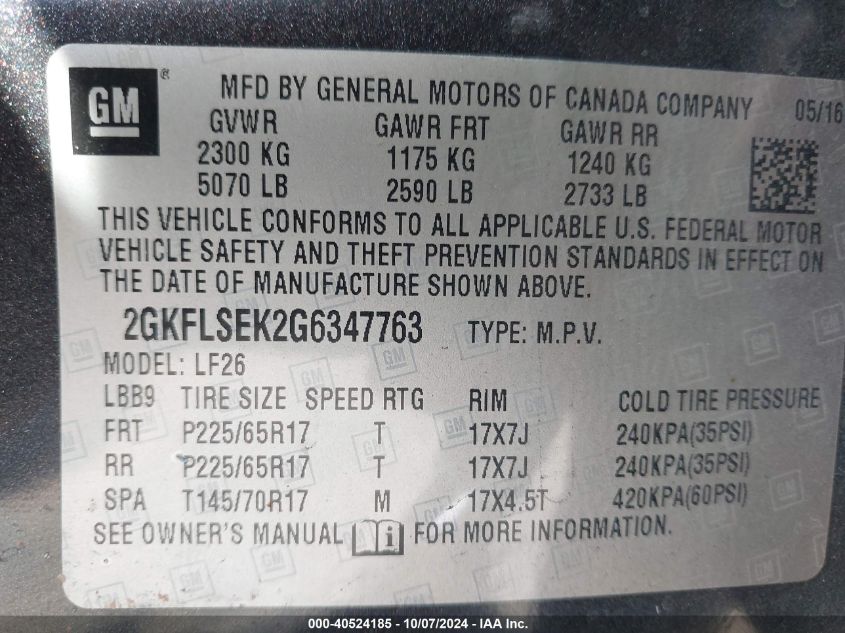 GM ® MFD BY GENERAL MOTORS OF CANADA COMPANY 05/16
GVWR GAWR FRT GAWR RR
2300 KG 1175 KG 1240 KG
5070 LB 2590 LB 2733 LB
THIS VEHICLE CONFORMS TO ALL APPLICABLE U.S. FEDERAL MOTOR
VEHICLE SAFETY AND THEFT PREVENTION STANDARDS IN EFFECT ON
THE DATE OF MANUFACTURE SHOWN ABOVE.
2GKFLSEK2G6347763 TYPE: M.P.V.
MODEL: LF26
LBB9 TIRE SIZE SPEED RTG RIM COLD TIRE PRESSURE
FRT P225/65R17 T 17X7J 240KPA(35PSI)
RR P225/65R17 T 17X7J 240KPA(35PSI)
SPA T145/70R17 M 17X4.5T 420KPA(60PSI)
SEE OWNER'S MANUAL FOR MORE INFORMATION.
000-40524185 - 10/07/2024 - IAA Inc.